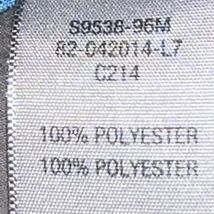 S9538-96M
82-042014-L7
C214
100% POLYESTER
100% POLYESTER